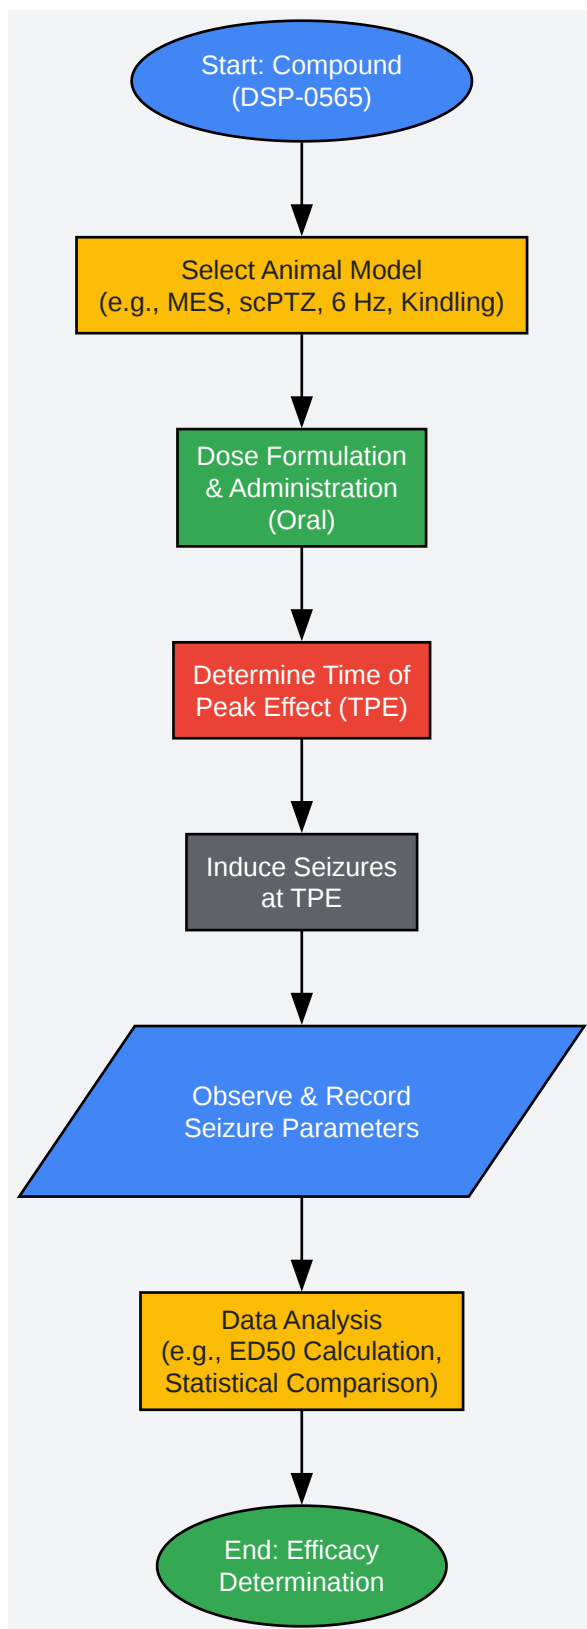 Start: Compound
(DSP-0565)
Select Animal Model
(e.g., MES, scPTZ, 6 Hz, Kindling)
Dose Formulation
& Administration
(Oral)
Determine Time of
Peak Effect (TPE)
Induce Seizures
at TPE
Observe & Record
Seizure Parameters
Data Analysis
(e.g., ED50 Calculation,
Statistical Comparison)
End: Efficacy
Determination